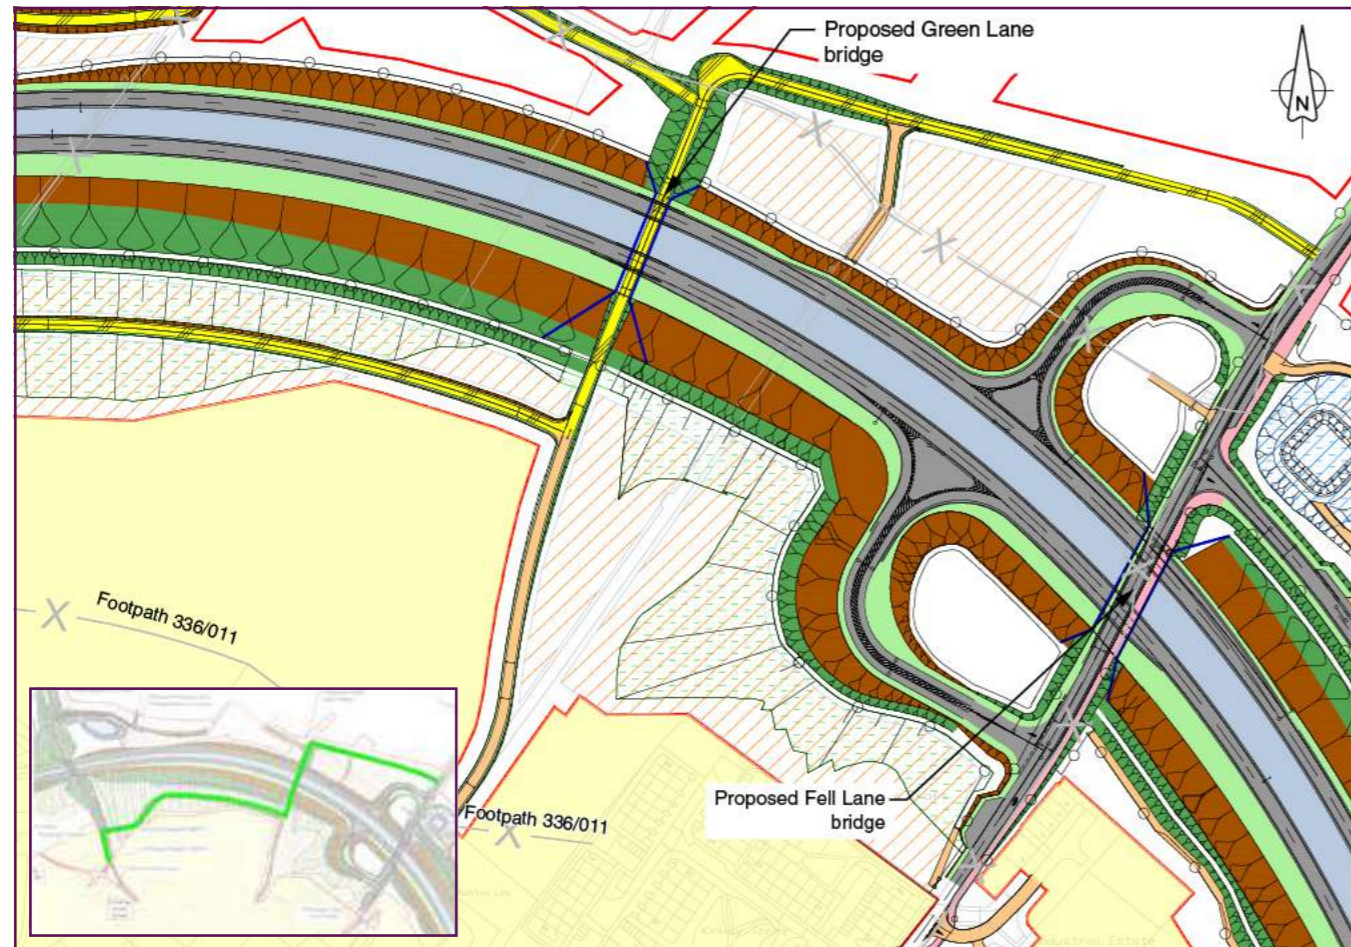 Proposed Green Lane
bridge
N
Footpath 336/011
Footpath 336/011
Proposed Fell Lane
bridge